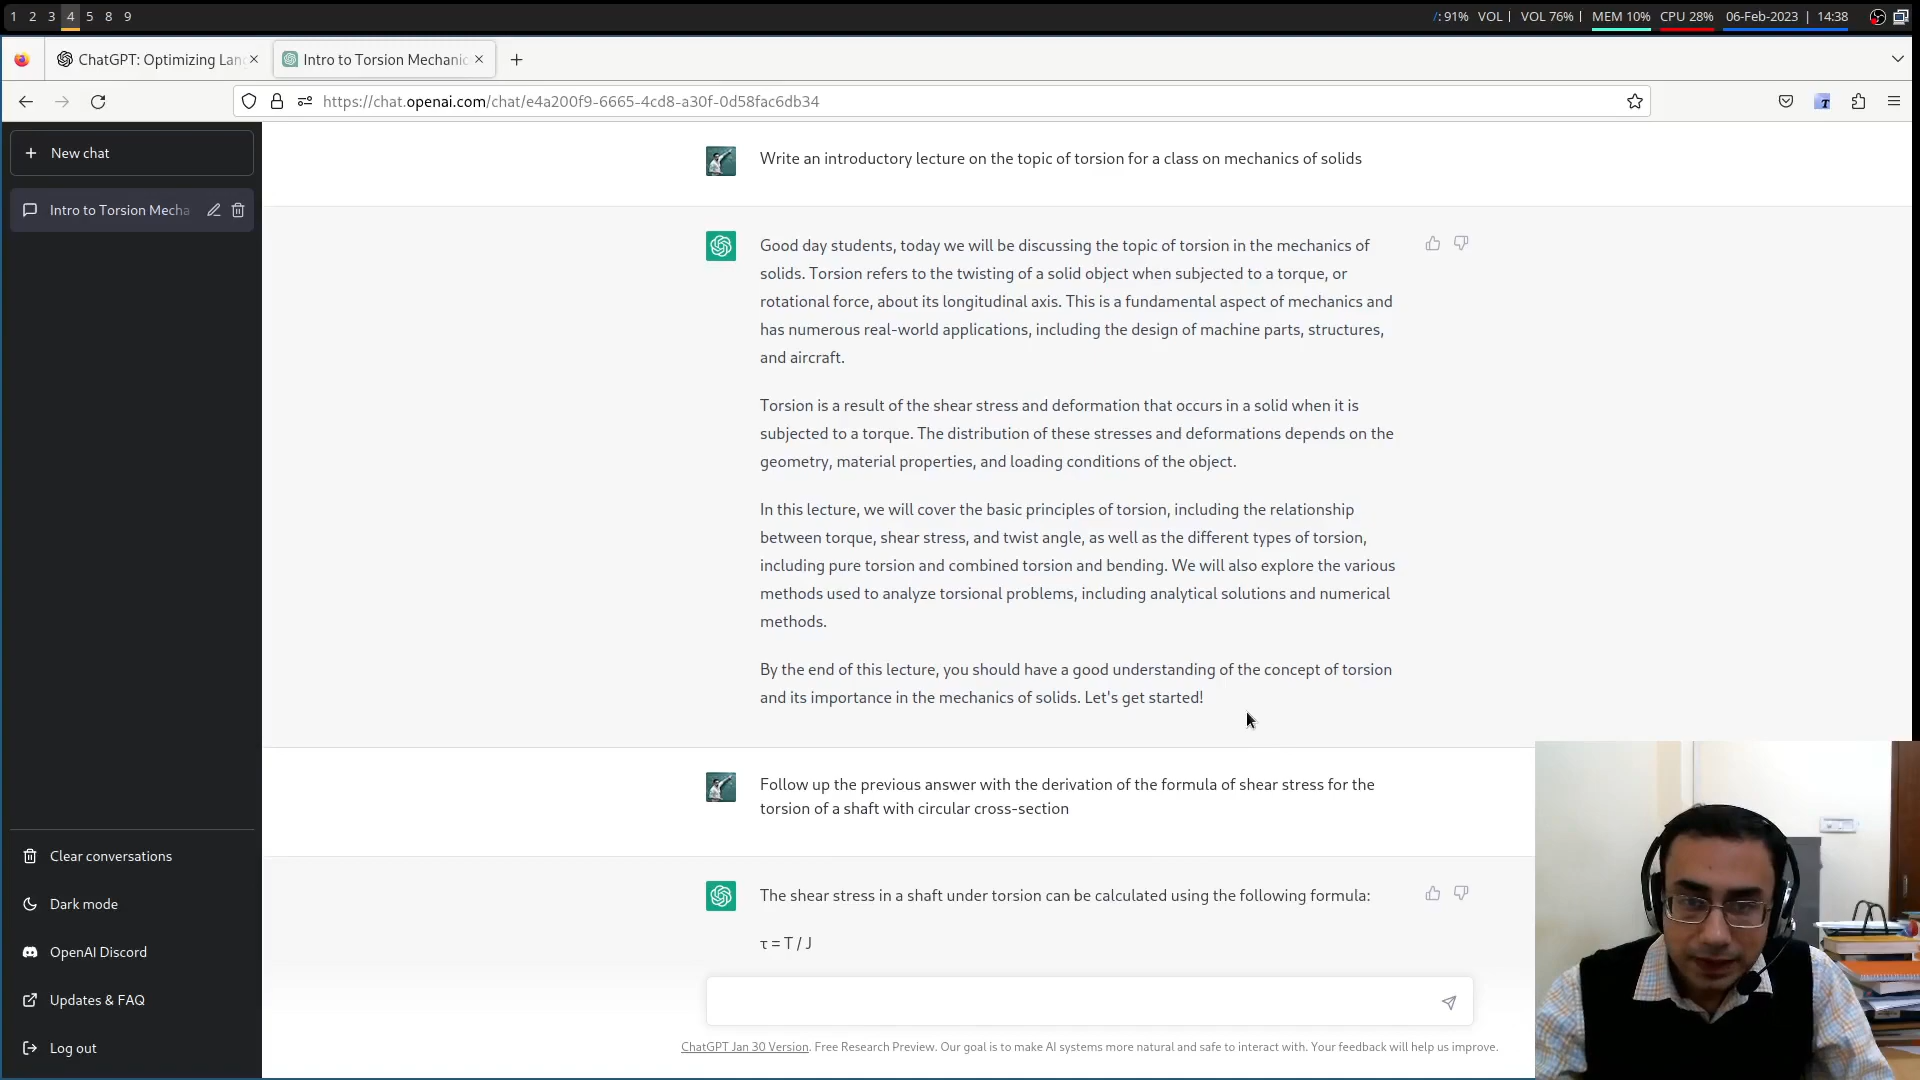 1 2 3 4 5 8 9
/: 91% VOL | VOL 76% | MEM 10% CPU 28% 06-Feb-2023 | 14:38
ChatGPT: Optimizing Lan
Intro to Torsion Mechanic
https://chat.openai.com/chat/e4a200f9-6665-4cd8-a30f-0d58fac6db34
New chat
Intro to Torsion Mecha
Write an introductory lecture on the topic of torsion for a class on mechanics of solids
Good day students, today we will be discussing the topic of torsion in the mechanics of
solids. Torsion refers to the twisting of a solid object when subjected to a torque, or
rotational force, about its longitudinal axis. This is a fundamental aspect of mechanics and
has numerous real-world applications, including the design of machine parts, structures,
and aircraft.
Torsion is a result of the shear stress and deformation that occurs in a solid when it is
subjected to a torque. The distribution of these stresses and deformations depends on the
geometry, material properties, and loading conditions of the object.
In this lecture, we will cover the basic principles of torsion, including the relationship
between torque, shear stress, and twist angle, as well as the different types of torsion,
including pure torsion and combined torsion and bending. We will also explore the various
methods used to analyze torsional problems, including analytical solutions and numerical
methods.
By the end of this lecture, you should have a good understanding of the concept of torsion
and its importance in the mechanics of solids. Let's get started!
Follow up the previous answer with the derivation of the formula of shear stress for the
torsion of a shaft with circular cross-section
The shear stress in a shaft under torsion can be calculated using the following formula:
τ = T / J
Clear conversations
Dark mode
OpenAI Discord
Updates & FAQ
Log out
ChatGPT Jan 30 Version. Free Research Preview. Our goal is to make AI systems more natural and safe to interact with. Your feedback will help us improve.